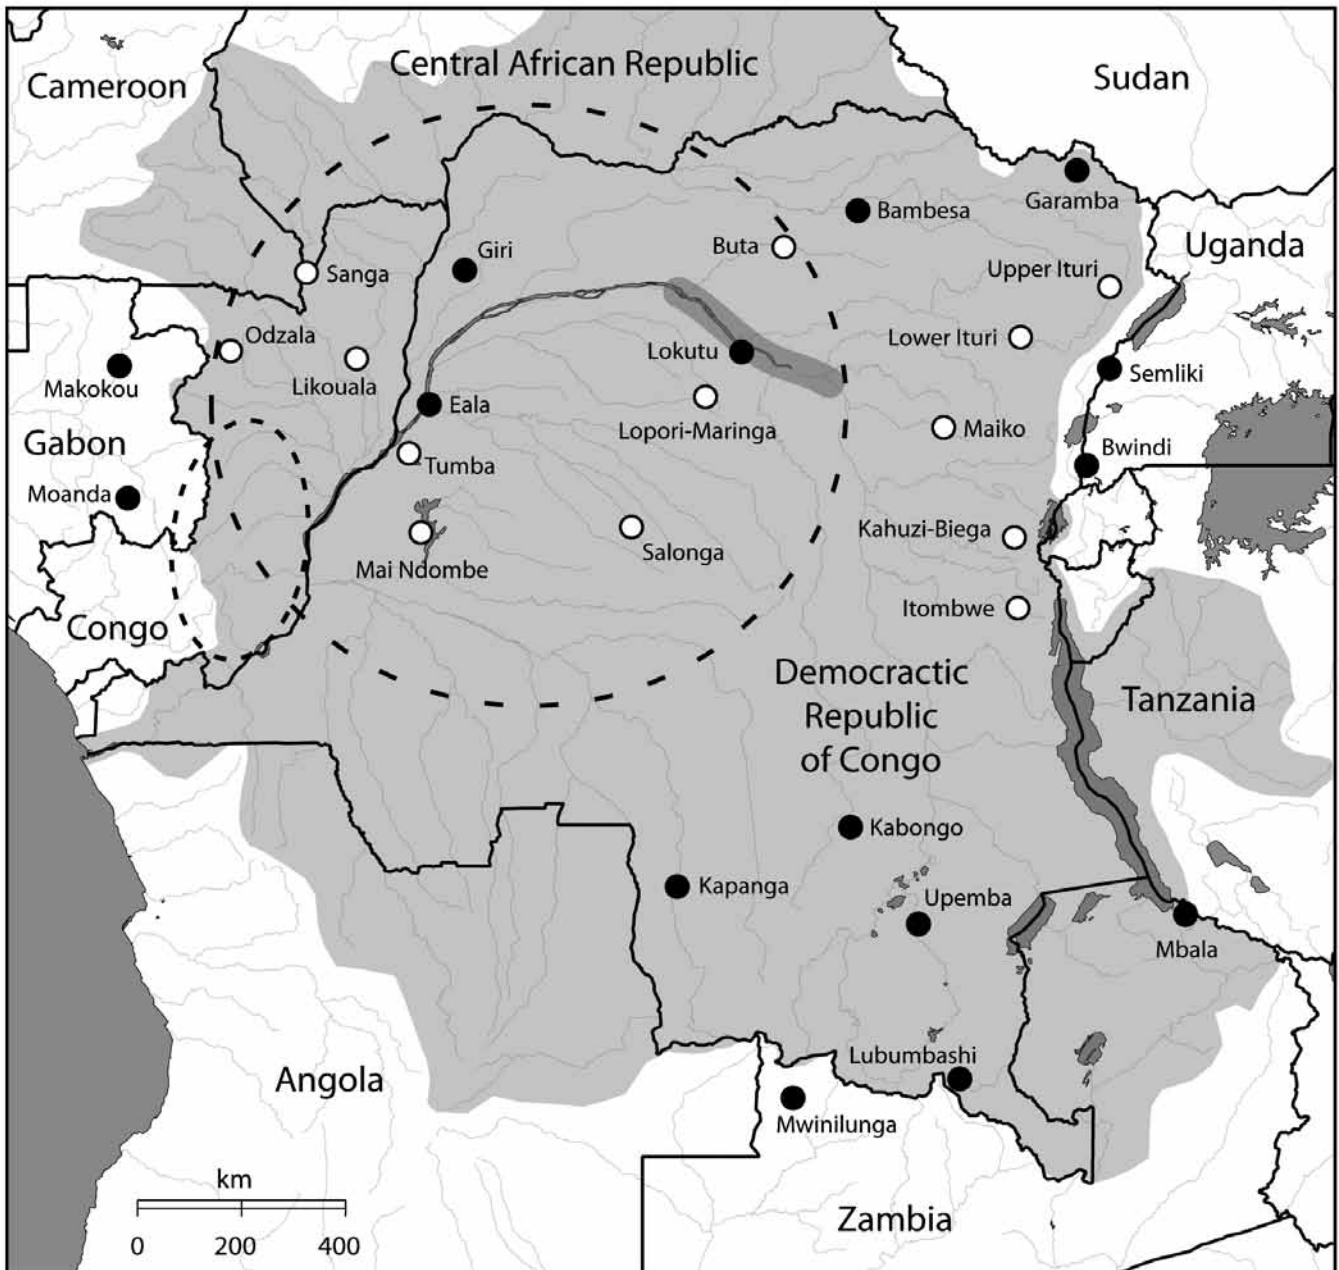 Central African Republic
Sudan
Cameroon
Garamba
Bambesa
Giri
Buta
Uganda
Upper Ituri
Sanga
Odzala
Lower Ituri
Lokutu
Semliki
Makokou
Likouala
Eala
Lopori-Maringa
Maiko
Gabon
Bwindi
Tumba
Moanda
Kahuzi-Biega
Salonga
Mai Ndombe
Itombwe
Congo
Democractic
Republic
of Congo
Tanzania
Kabongo
Kapanga
Upemba
Mbala
Lubumbashi
Angola
Mwinilunga
km
Zambia
0 200 400